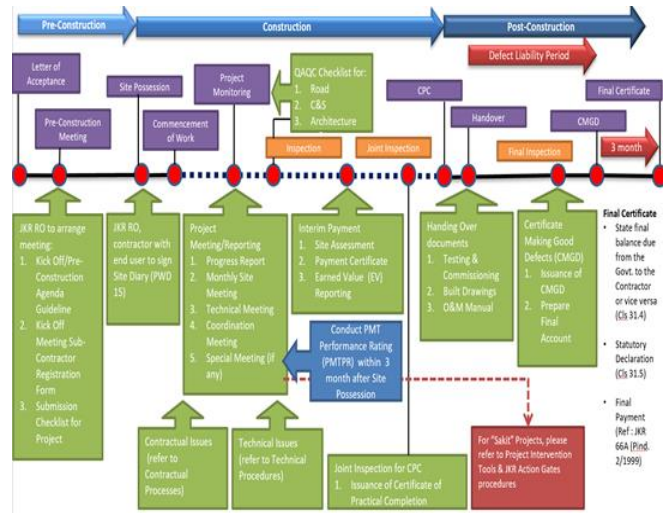 Pre-Construction
Construction
Post-Construction
Defect Liability Period
Letter of
Acceptance
Pre-Construction
Meeting
Site Possession
Commencement
of Work
Project
Monitoring
QAQC Checklist for:
1. Road
2. C&S
3. Architecture
Inspection
Joint Inspection
CPC
Handover
Final Inspection
CMGD
Final Certificate
3 month
JKR RO to arrange
meeting:
1. Kick Off/Pre-
Construction
Agenda
Guideline
2. Kick Off
Meeting Sub-
Contractor
Registration
Form
3. Submission
Checklist for
Project
JKR RO, contractor
with end user to sign
Site Diary (PWD
15)
Project
Meeting/Reporting
1. Progress Report
2. Monthly Site
Meeting
3. Technical Meeting
4. Coordination
Meeting
5. Special Meeting (if
any)
Interim Payment
1. Site Assessment
2. Payment Certificate
3. Earned Value (EV)
Reporting
Conduct PMT
Performance Rating
(PMTPR) within 3
month after Site
Possession
Handing Over
documents
1. Testing &
Commissioning
2. Built Drawings
3. O&M Manual
Certificate
Making Good
Defects (CMGD)
1. Issuance of
CMGD
2. Prepare
Final
Account
Final Certificate
• State final
balance due
from the
Govt. to the
Contractor
or vice versa
(Cls 31.4)
• Statutory
Declaration
(Cls 31.5)
• Final
Payment
(Ref : JKR
66A (Pind.
2/1999)
Contractual Issues
(refer to
Contractual
Processes)
Technical Issues
(refer to Technical
Procedures)
Joint Inspection for CPC
1. Issuance of Certificate of
Practical Completion
For "Sakit" Projects, please
refer to Project Intervention
Tools & JKR Action Gates
procedures